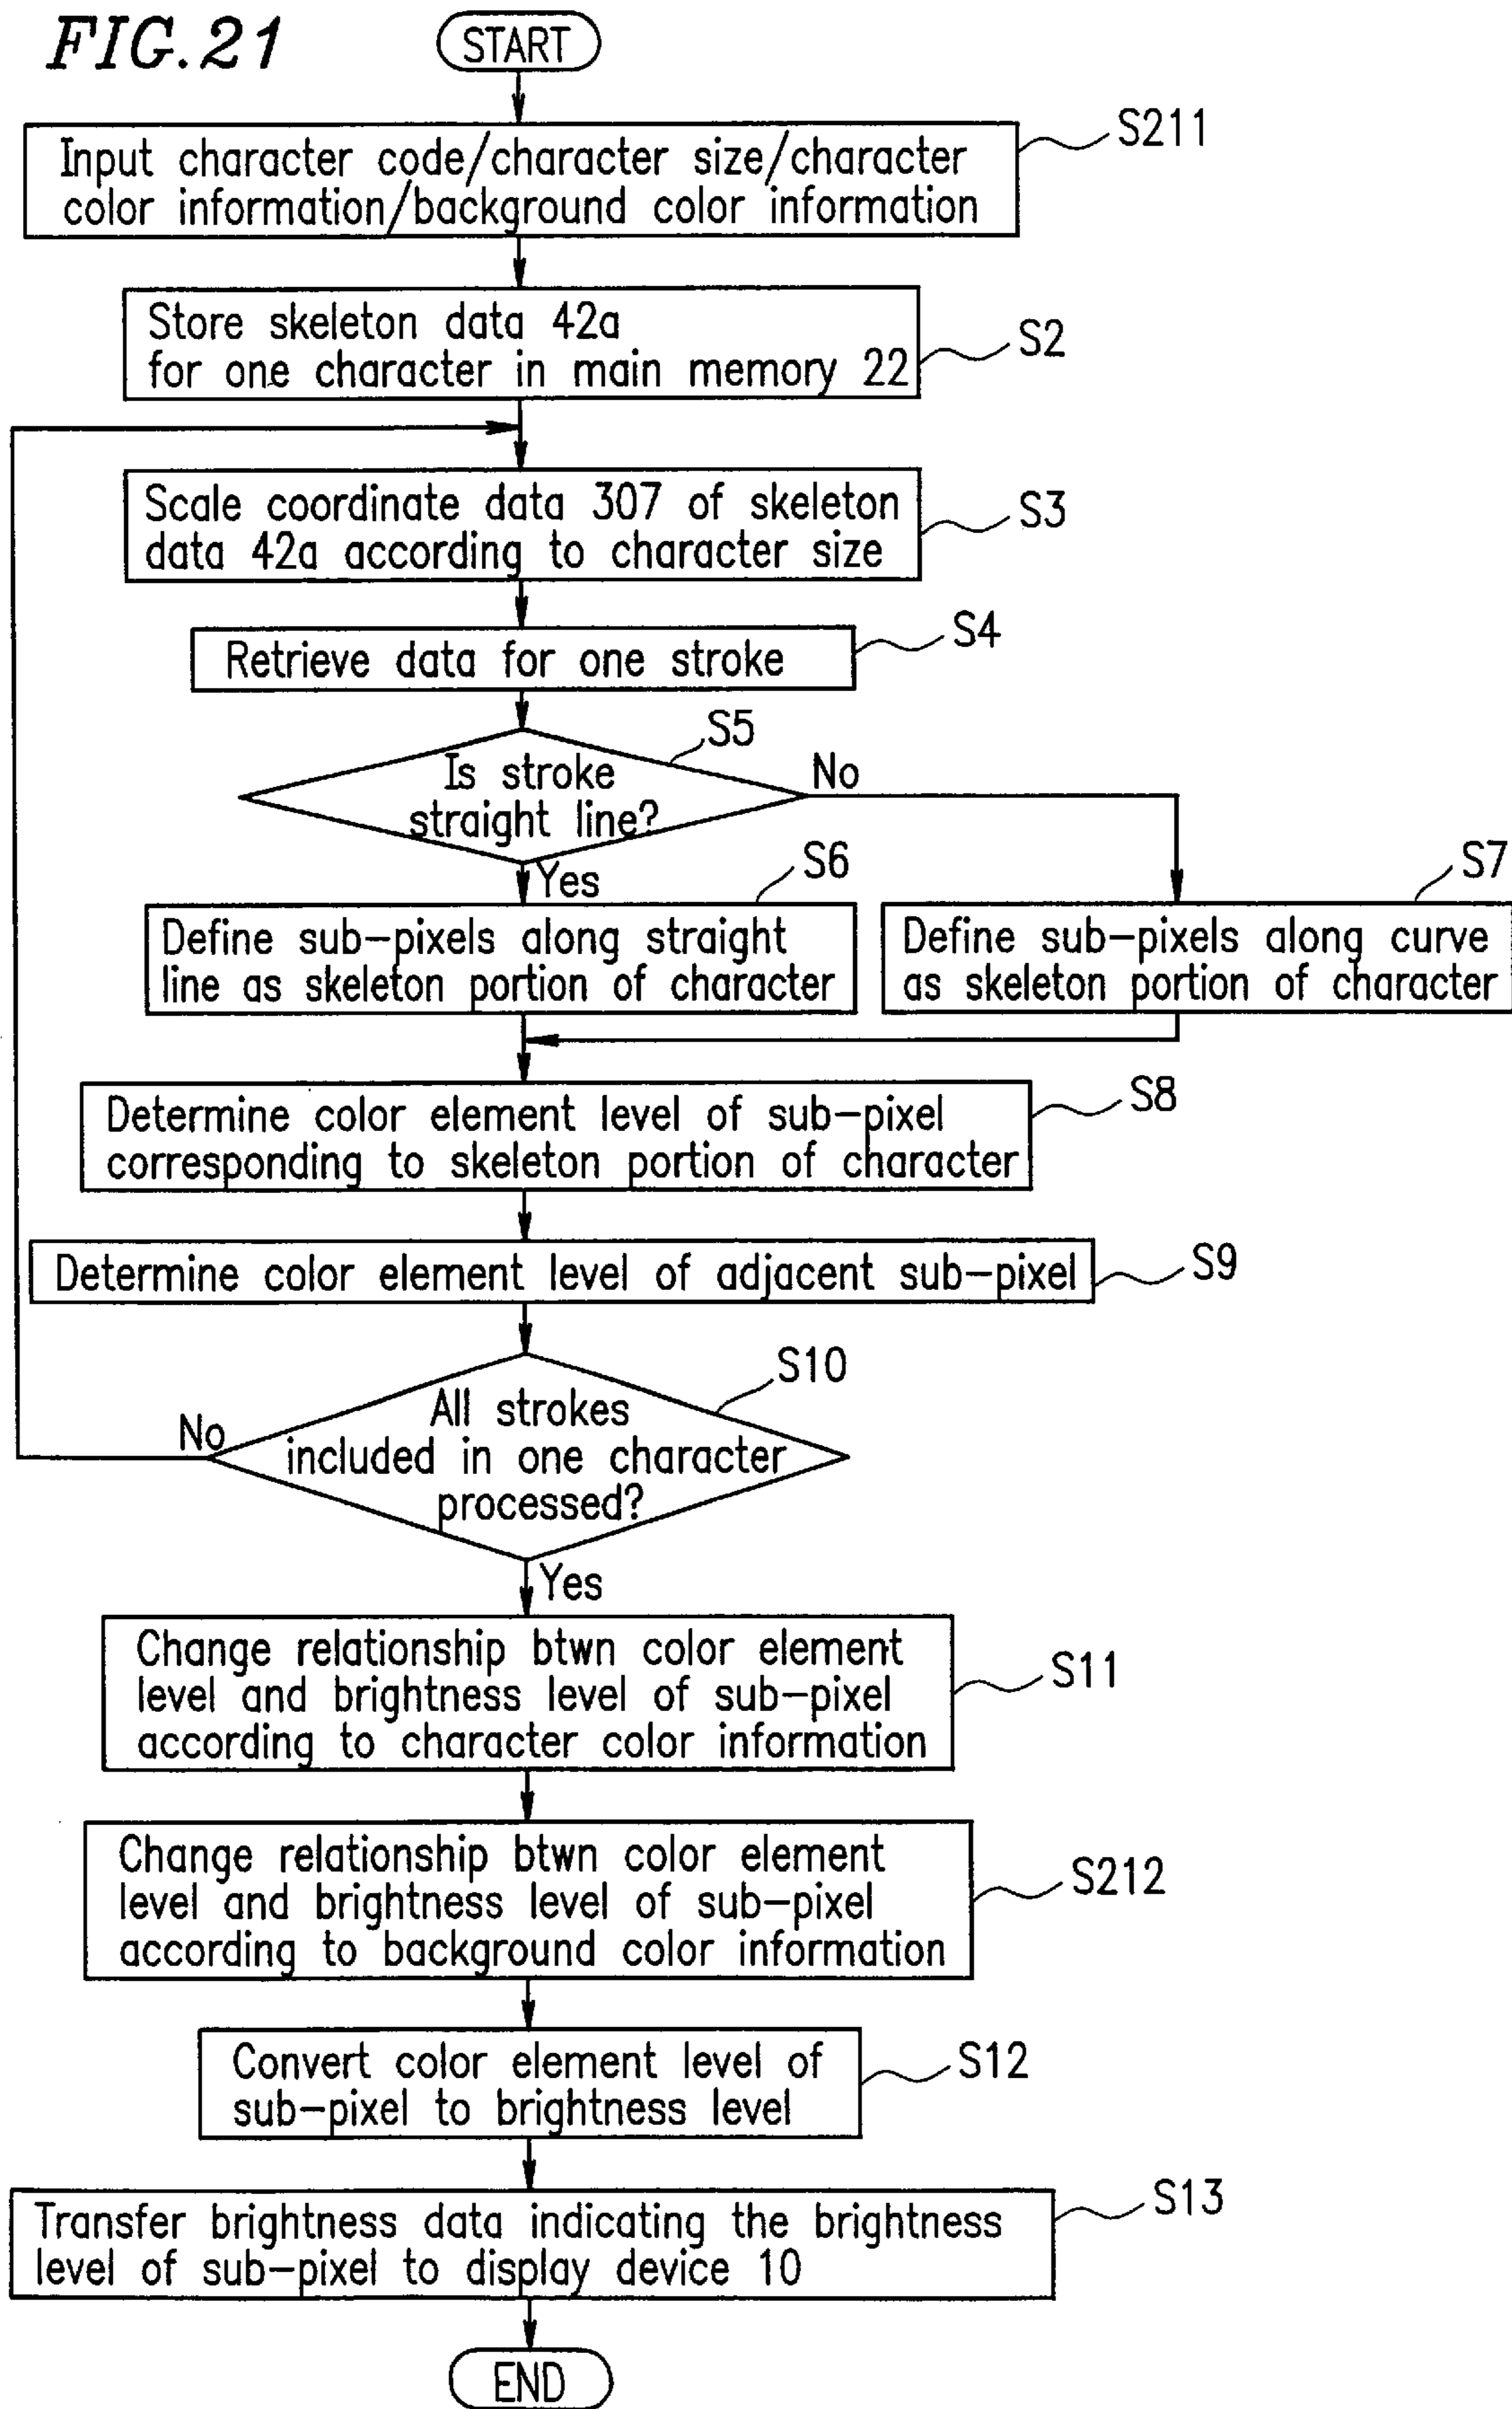 FIG.21
START
Input character code/character size/character
color information/background color information
S211
Store skeleton data 42a
for one character in main memory 22
S2
Scale coordinate data 307 of skeleton
data 42a according to character size
S3
Retrieve data for one stroke
S4
Is stroke
straight line?
S5
No
Yes
Define sub-pixels along straight
line as skeleton portion of character
S6
Define sub-pixels along curve
as skeleton portion of character
S7
Determine color element level of sub-pixel
corresponding to skeleton portion of character
S8
Determine color element level of adjacent sub-pixel
S9
All strokes
included in one character
processed?
S10
No
Yes
Change relationship btwn color element
level and brightness level of sub-pixel
according to character color information
S11
Change relationship btwn color element
level and brightness level of sub-pixel
according to background color information
S212
Convert color element level of
sub-pixel to brightness level
S12
Transfer brightness data indicating the brightness
level of sub-pixel to display device 10
S13
END